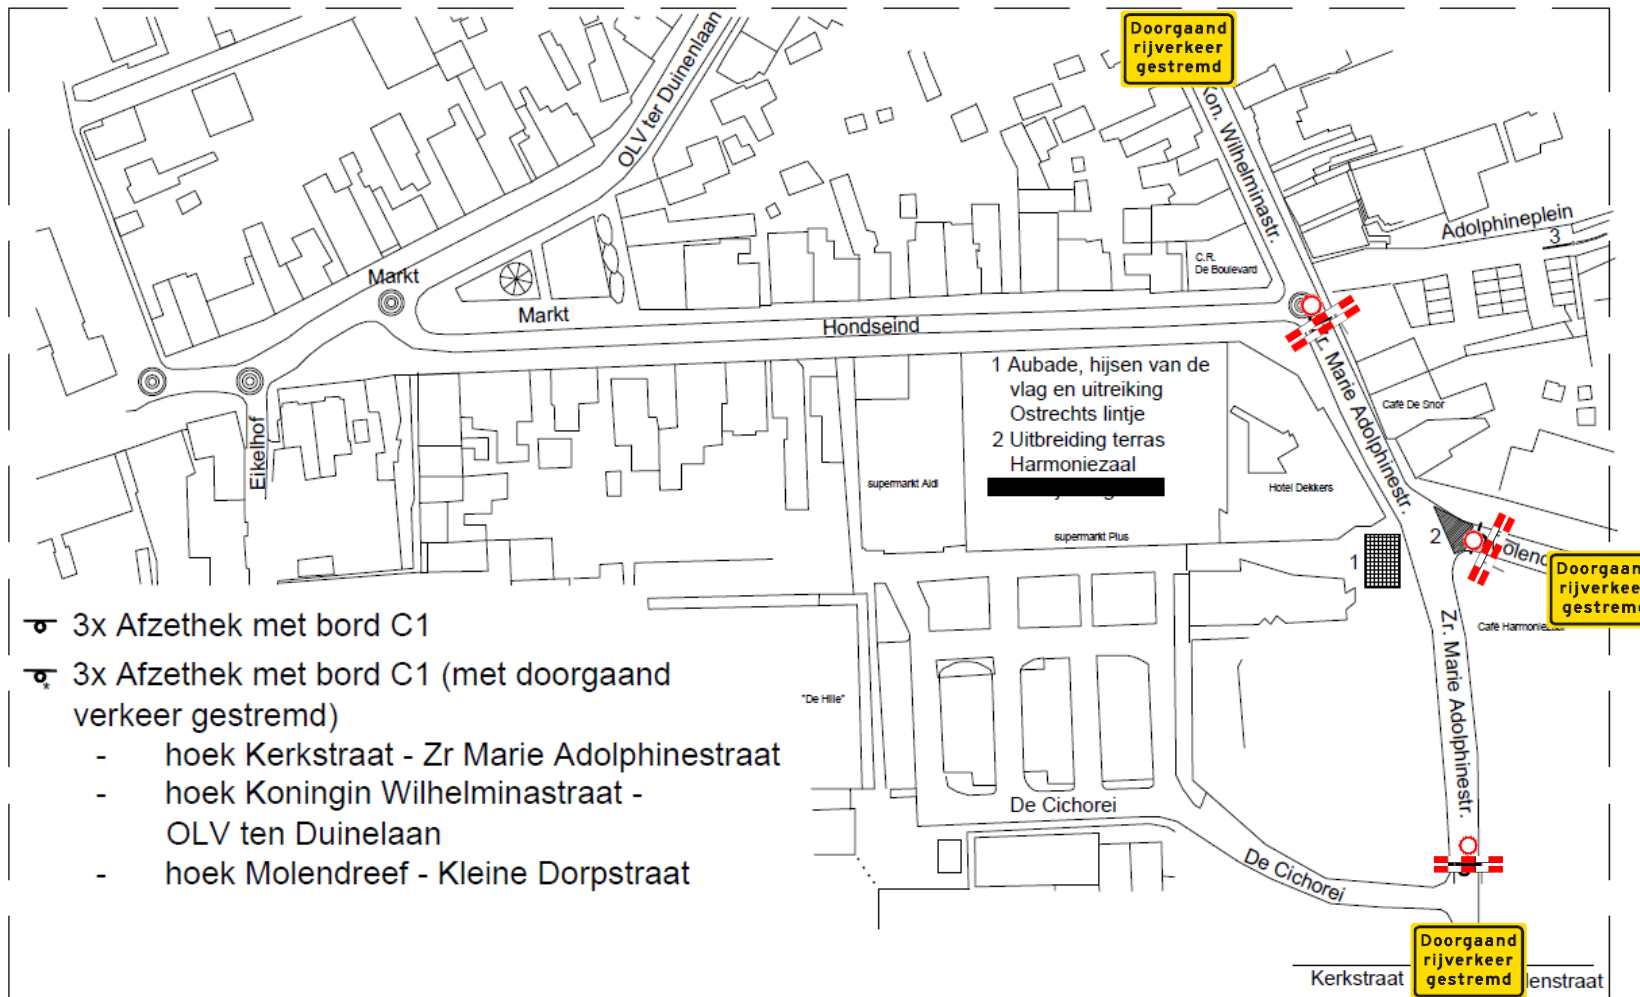 Doorgaand
rijverkeer
gestremd
OLV ter Duinenlaan
Kon. Wilhelminastr.
Adolphineplein
3
C.R.
De Boulevard
Markt
Markt
Hondseind
Zr. Marie Adolphinestr.
1 Aubade, hijsen van de
vlag en uitreiking
Ostrechts lintje
2 Uitbreiding terras
Harmoniezaal
Café De Snor
Eikelhof
supermarkt Aldi
Hotel Dekkers
supermarkt Plus
1
2
Doorgaan
rijverkee
gestrem
Café Harmoniezaal
Zr. Marie Adolphinestr.
3x Afzethek met bord C1
3x Afzethek met bord C1 (met doorgaand
verkeer gestremd)
- hoek Kerkstraat - Zr Marie Adolphinestraat
- hoek Koningin Wilhelminastraat -
OLV ten Duinelaan
- hoek Molendreef - Kleine Dorpstraat
"De Hille"
De Cichorei
De Cichorei
Doorgaand
rijverkeer
gestremd
Kerkstraat
lenstraat